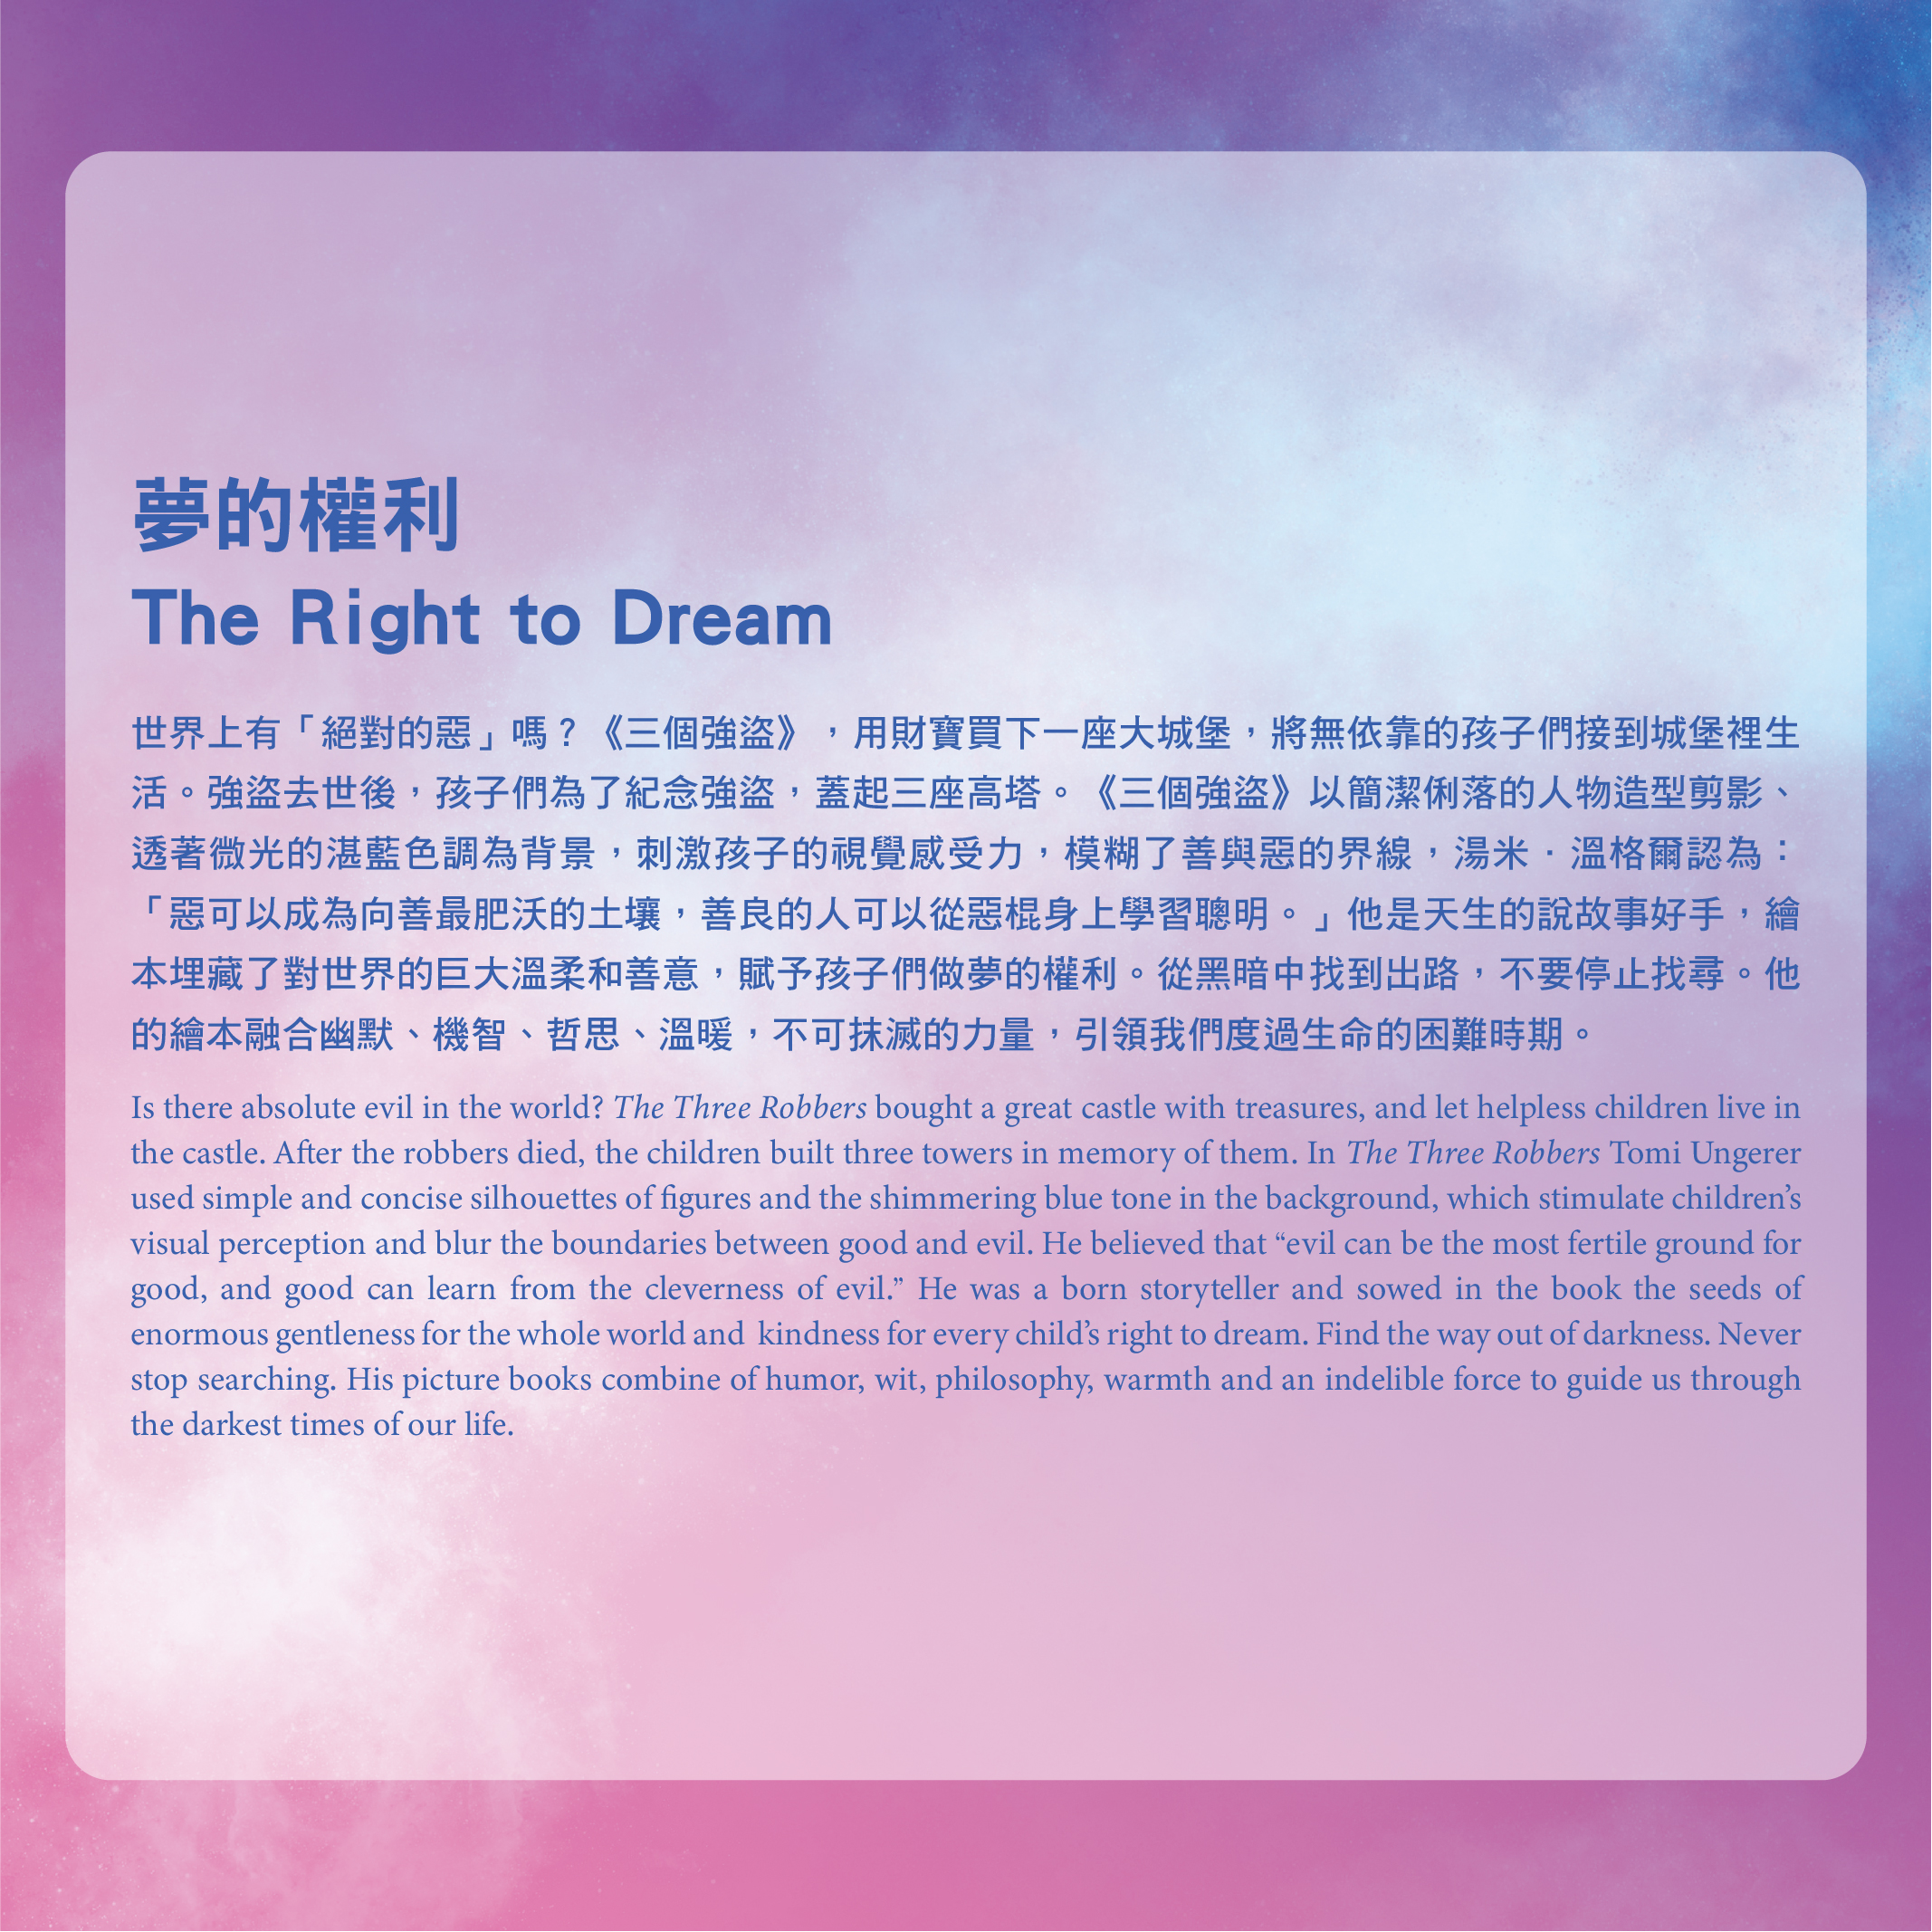 夢的權利
The Right to Dream
世界上有「絕對的惡」嗎？《三個強盜》，用財寶買下一座大城堡，將無依靠的孩子們接到城堡裡生
活。強盜去世後，孩子們為了紀念強盜，蓋起三座高塔。《三個強盜》以簡潔俐落的人物造型剪影、
透著微光的湛藍色調為背景，刺激孩子的視覺感受力，模糊了善與惡的界線，湯米．溫格爾認為：
「惡可以成為向善最肥沃的土壤，善良的人可以從惡棍身上學習聰明。」他是天生的說故事好手，繪
本埋藏了對世界的巨大溫柔和善意，賦予孩子們做夢的權利。從黑暗中找到出路，不要停止找尋。他
的繪本融合幽默、機智、哲思、溫暖，不可抹滅的力量，引領我們度過生命的困難時期。
Is there absolute evil in the world? The Three Robbers bought a great castle with treasures, and let helpless children live in
the castle. After the robbers died, the children built three towers in memory of them. In The Three Robbers Tomi Ungerer
used simple and concise silhouettes of figures and the shimmering blue tone in the background, which stimulate children’s
visual perception and blur the boundaries between good and evil. He believed that “evil can be the most fertile ground for
good, and good can learn from the cleverness of evil.” He was a born storyteller and sowed in the book the seeds of
enormous gentleness for the whole world and kindness for every child’s right to dream. Find the way out of darkness. Never
stop searching. His picture books combine of humor, wit, philosophy, warmth and an indelible force to guide us through
the darkest times of our life.